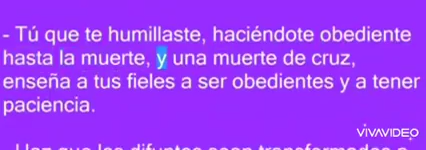 - Tú que te humillaste, haciéndote obediente
hasta la muerte, y una muerte de cruz,
enseña a tus fieles a ser obedientes y a tener
paciencia.
VIVAVIDEO